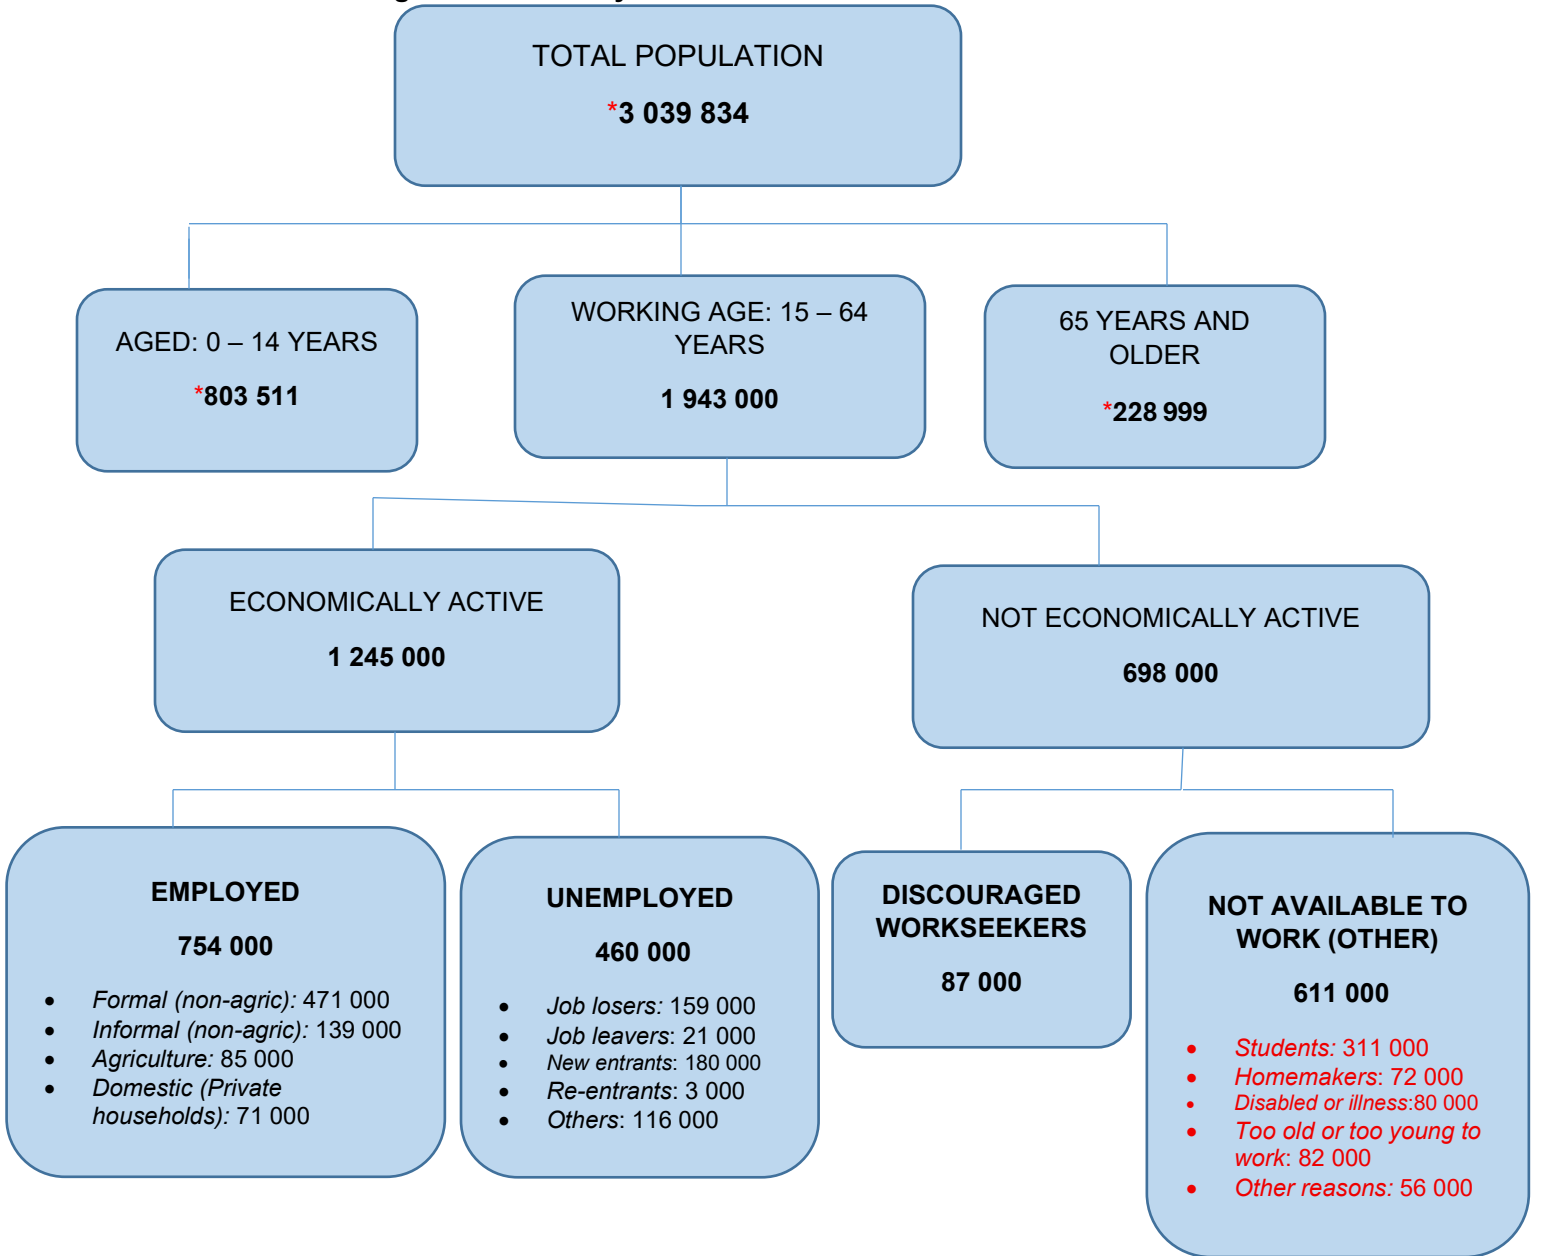 TOTAL POPULATION
*3 039 834
AGED: 0 – 14 YEARS
*803 511
WORKING AGE: 15 – 64
YEARS
1 943 000
65 YEARS AND
OLDER
*228 999
ECONOMICALLY ACTIVE
1 245 000
NOT ECONOMICALLY ACTIVE
698 000
EMPLOYED
754 000
• Formal (non-agric): 471 000
• Informal (non-agric): 139 000
• Agriculture: 85 000
• Domestic (Private
households): 71 000
UNEMPLOYED
460 000
• Job losers: 159 000
• Job leavers: 21 000
• New entrants: 180 000
• Re-entrants: 3 000
• Others: 116 000
DISCOURAGED
WORKSEEKERS
87 000
NOT AVAILABLE TO
WORK (OTHER)
611 000
• Students: 311 000
• Homemakers: 72 000
• Disabled or illness:80 000
• Too old or too young to
work: 82 000
• Other reasons: 56 000